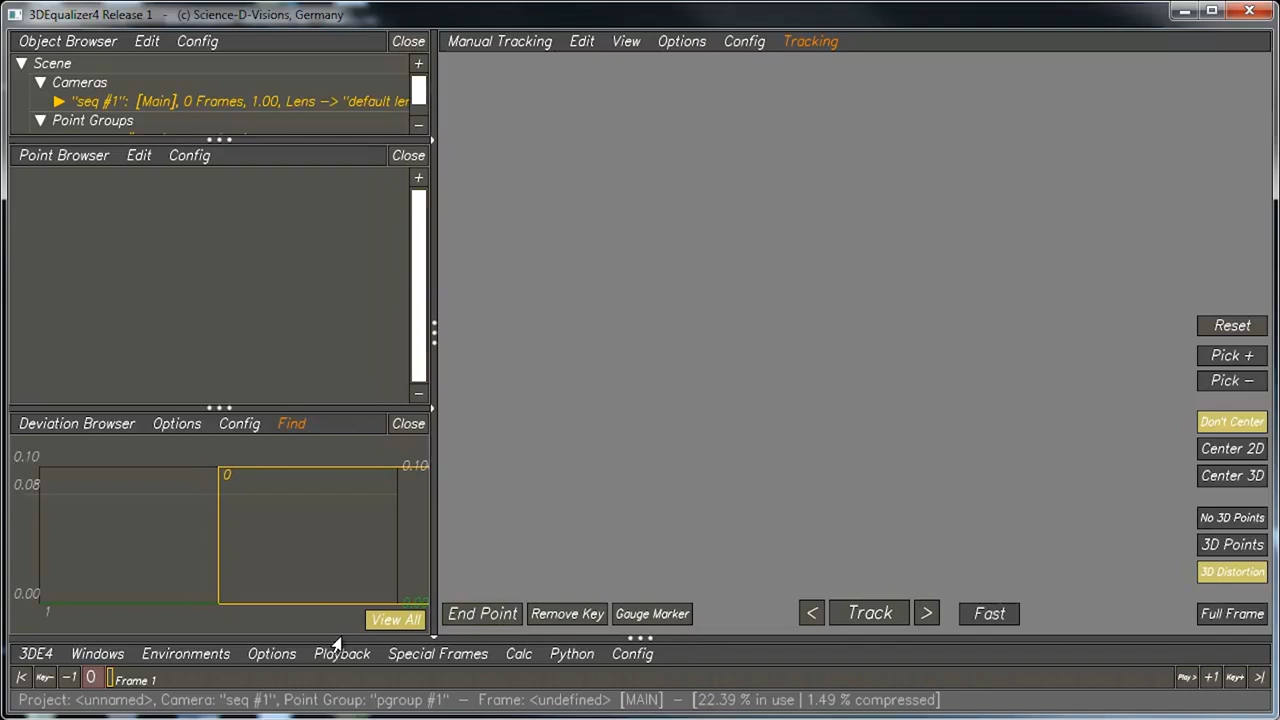 3DEqualizer4 Release 1 - (c) Science-D-Visions, Germany
Object Browser Edit Config Close
Scene +
Cameras
"seq #1": [Main], 0 Frames, 1.00, Lens -> "default len
Point Groups −
Point Browser Edit Config Close
+
−
Deviation Browser Options Config Find Close
0.10 0.10
0
0.08
0.00 0.00
1
View All
Manual Tracking Edit View Options Config Tracking
Reset
Pick +
Pick −
Don't Center
Center 2D
Center 3D
No 3D Points
3D Points
3D Distortion
End Point Remove Key Gauge Marker < Track > Fast Full Frame
3DE4 Windows Environments Options Playback Special Frames Calc Python Config
|< Key- -1 0 Frame 1 Play> +1 Key+ >|
Project: <unnamed>, Camera: "seq #1", Point Group: "pgroup #1" − Frame: <undefined> [MAIN] − [22.39 % in use | 1.49 % compressed]